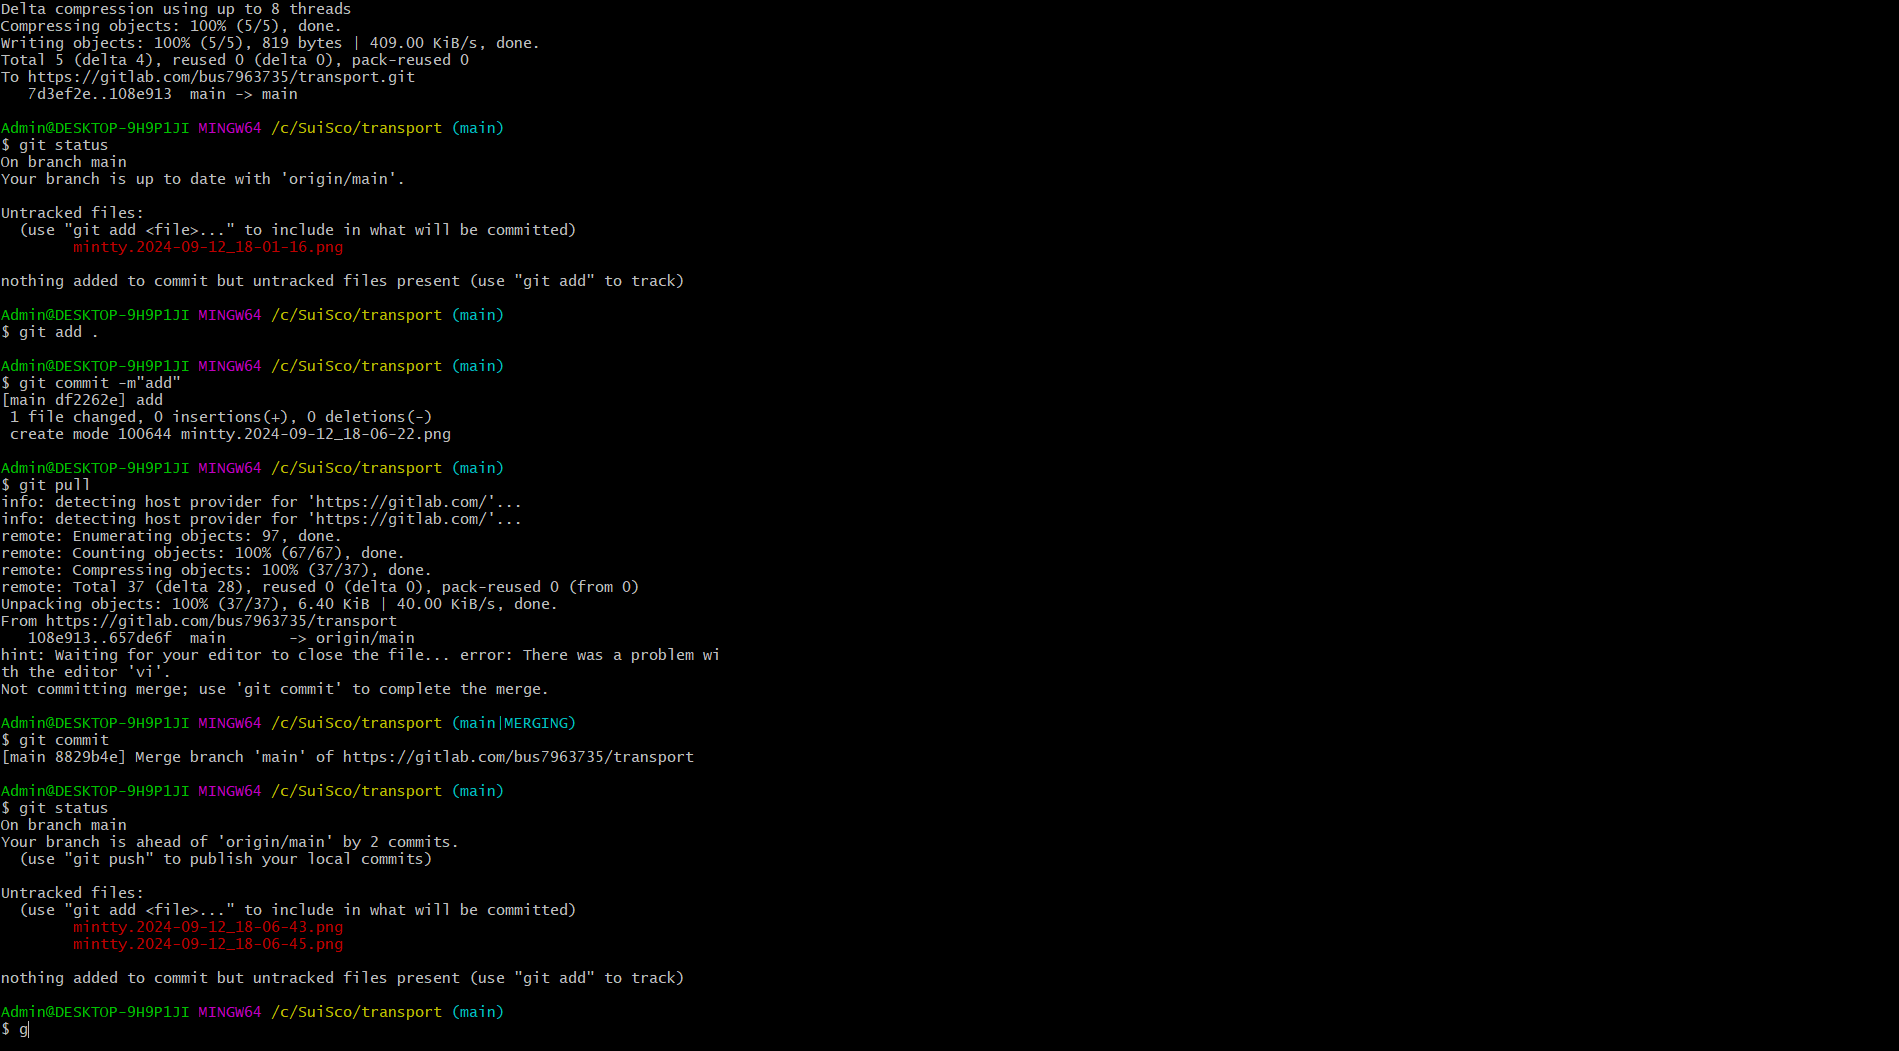 Delta compression using up to 8 threads
Compressing objects: 100% (5/5), done.
Writing objects: 100% (5/5), 819 bytes | 409.00 KiB/s, done.
Total 5 (delta 4), reused 0 (delta 0), pack-reused 0
To https://gitlab.com/bus7963735/transport.git
   7d3ef2e..108e913  main -> main

Admin@DESKTOP-9H9P1JI MINGW64 /c/SuiSco/transport (main)
$ git status
On branch main
Your branch is up to date with 'origin/main'.

Untracked files:
  (use "git add <file>..." to include in what will be committed)
        mintty.2024-09-12_18-01-16.png

nothing added to commit but untracked files present (use "git add" to track)

Admin@DESKTOP-9H9P1JI MINGW64 /c/SuiSco/transport (main)
$ git add .

Admin@DESKTOP-9H9P1JI MINGW64 /c/SuiSco/transport (main)
$ git commit -m"add"
[main df2262e] add
 1 file changed, 0 insertions(+), 0 deletions(-)
 create mode 100644 mintty.2024-09-12_18-06-22.png

Admin@DESKTOP-9H9P1JI MINGW64 /c/SuiSco/transport (main)
$ git pull
info: detecting host provider for 'https://gitlab.com/'...
info: detecting host provider for 'https://gitlab.com/'...
remote: Enumerating objects: 97, done.
remote: Counting objects: 100% (67/67), done.
remote: Compressing objects: 100% (37/37), done.
remote: Total 37 (delta 28), reused 0 (delta 0), pack-reused 0 (from 0)
Unpacking objects: 100% (37/37), 6.40 KiB | 40.00 KiB/s, done.
From https://gitlab.com/bus7963735/transport
   108e913..657de6f  main       -> origin/main
hint: Waiting for your editor to close the file... error: There was a problem wi
th the editor 'vi'.
Not committing merge; use 'git commit' to complete the merge.

Admin@DESKTOP-9H9P1JI MINGW64 /c/SuiSco/transport (main|MERGING)
$ git commit
[main 8829b4e] Merge branch 'main' of https://gitlab.com/bus7963735/transport

Admin@DESKTOP-9H9P1JI MINGW64 /c/SuiSco/transport (main)
$ git status
On branch main
Your branch is ahead of 'origin/main' by 2 commits.
  (use "git push" to publish your local commits)

Untracked files:
  (use "git add <file>..." to include in what will be committed)
        mintty.2024-09-12_18-06-43.png
        mintty.2024-09-12_18-06-45.png

nothing added to commit but untracked files present (use "git add" to track)

Admin@DESKTOP-9H9P1JI MINGW64 /c/SuiSco/transport (main)
$ g